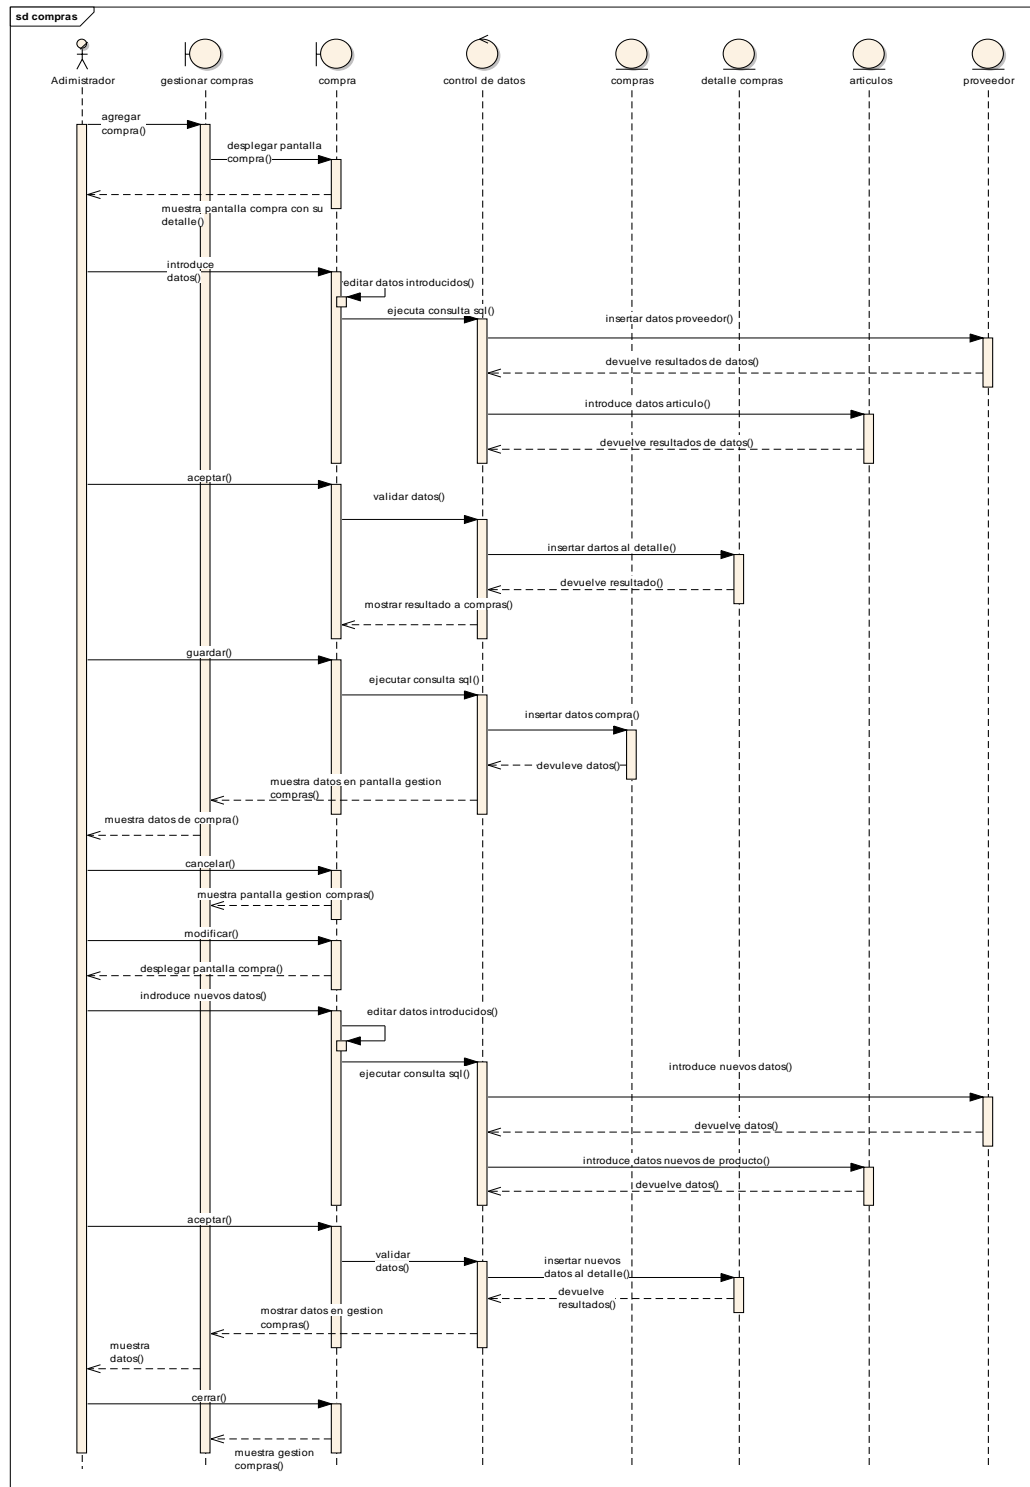 sd compras
Adimistrador
gestionar compras
compra
control de datos
compras
detalle compras
articulos
proveedor
agregar
compra()
desplegar pantalla
compra()
muestra pantalla compra con su
detalle()
introduce
datos()
editar datos introducidos()
ejecuta consulta sql()
insertar datos proveedor()
devuelve resultados de datos()
introduce datos articulo()
devuelve resultados de datos()
aceptar()
validar datos()
insertar dartos al detalle()
devuelve resultado()
mostrar resultado a compras()
guardar()
ejecutar consulta sql()
insertar datos compra()
devuleve datos()
muestra datos en pantalla gestion
compras()
muestra datos de compra()
cancelar()
muestra pantalla gestion compras()
modificar()
desplegar pantalla compra()
indroduce nuevos datos()
editar datos introducidos()
ejecutar consulta sql()
introduce nuevos datos()
devuelve datos()
introduce datos nuevos de producto()
devuelve datos()
aceptar()
validar
datos()
insertar nuevos
datos al detalle()
devuelve
resultados()
mostrar datos en gestion
compras()
muestra
datos()
cerrar()
muestra gestion
compras()